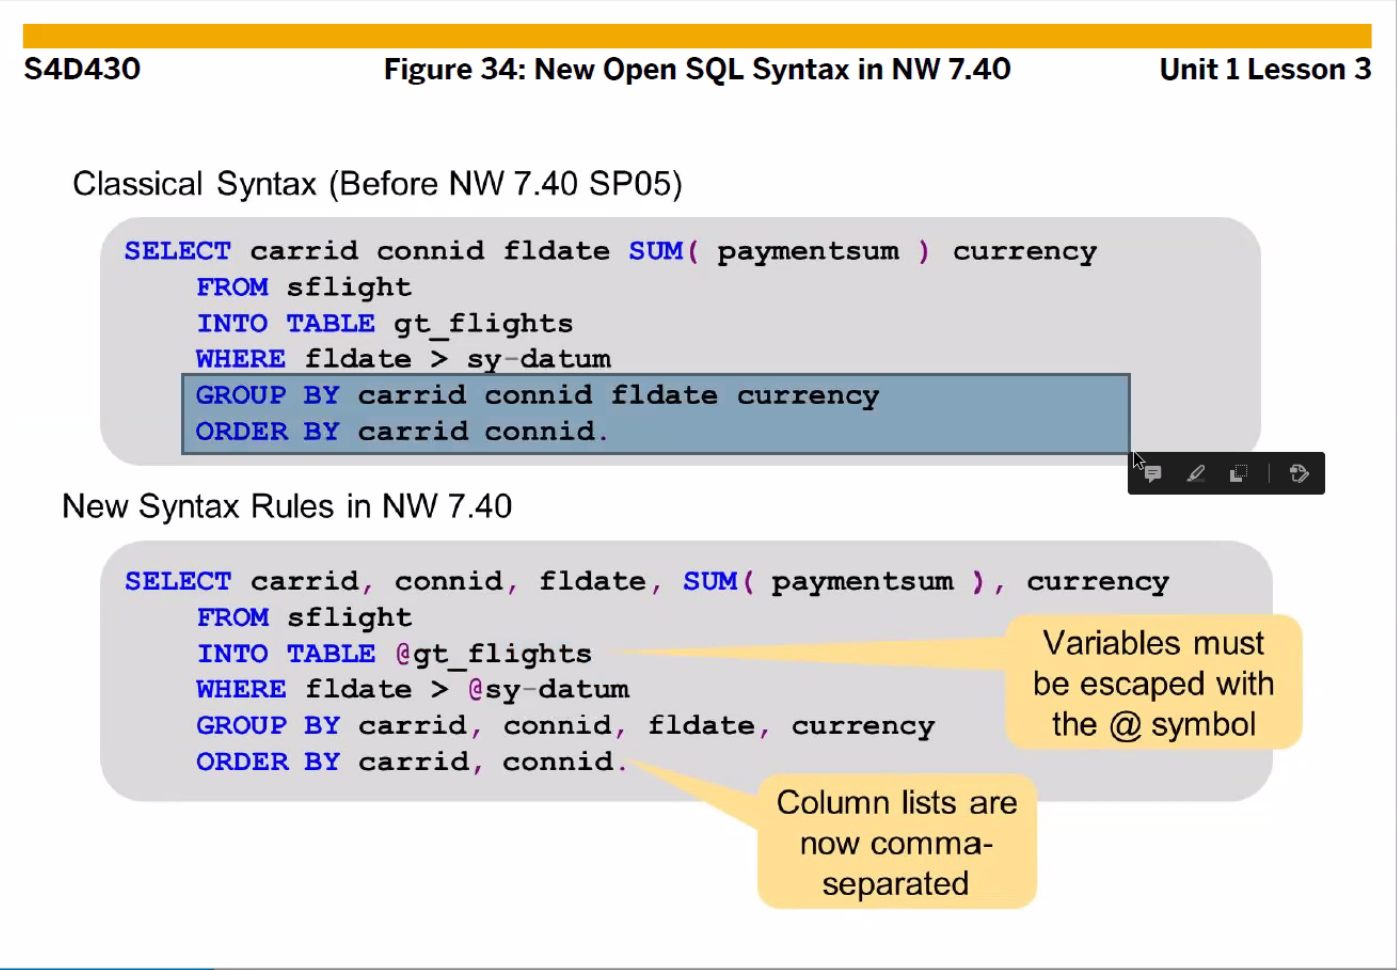 S4D430 Figure 34: New Open SQL Syntax in NW 7.40 Unit 1 Lesson 3
Classical Syntax (Before NW 7.40 SP05)
SELECT carrid connid fldate SUM( paymentsum ) currency
FROM sflight
INTO TABLE gt_flights
WHERE fldate > sy-datum
GROUP BY carrid connid fldate currency
ORDER BY carrid connid.
New Syntax Rules in NW 7.40
SELECT carrid, connid, fldate, SUM( paymentsum ), currency
FROM sflight
INTO TABLE @gt_flights
WHERE fldate > @sy-datum
GROUP BY carrid, connid, fldate, currency
ORDER BY carrid, connid.
Variables must
be escaped with
the @ symbol
Column lists are
now comma-
separated